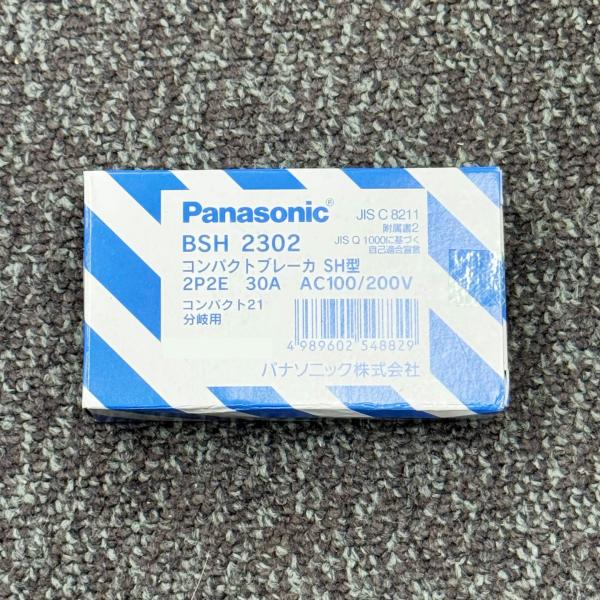 Panasonic®
JIS C 8211
附属書2
JIS Q 1000に基づく
自己適合宣言
BSH 2302
コンパクトブレーカ SH型
2P2E 30A AC100/200V
コンパクト21
分岐用
4 989602 548829
パナソニック株式会社